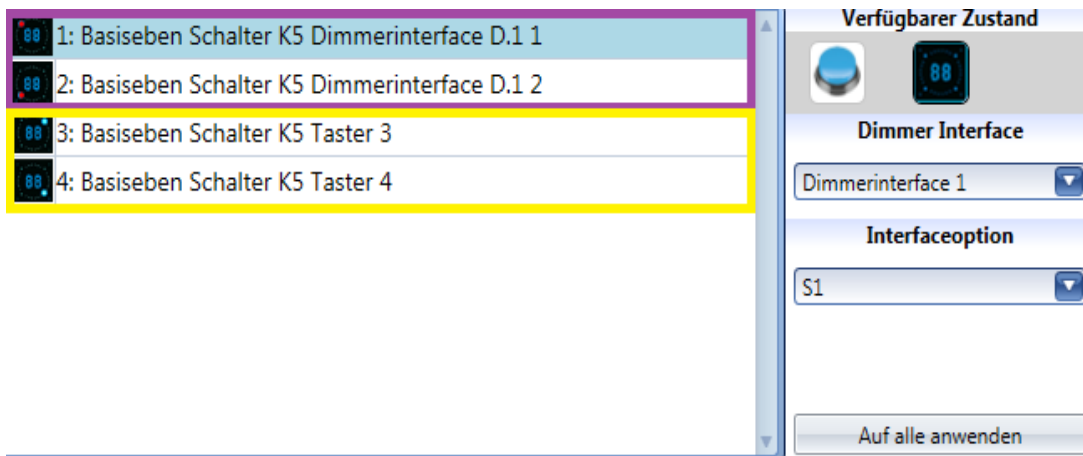 1: Basiseben Schalter K5 Dimmerinterface D.1 1
2: Basiseben Schalter K5 Dimmerinterface D.1 2
3: Basiseben Schalter K5 Taster 3
4: Basiseben Schalter K5 Taster 4
Verfügbarer Zustand
88
Dimmer Interface
Dimmerinterface 1
Interfaceoption
S1
Auf alle anwenden